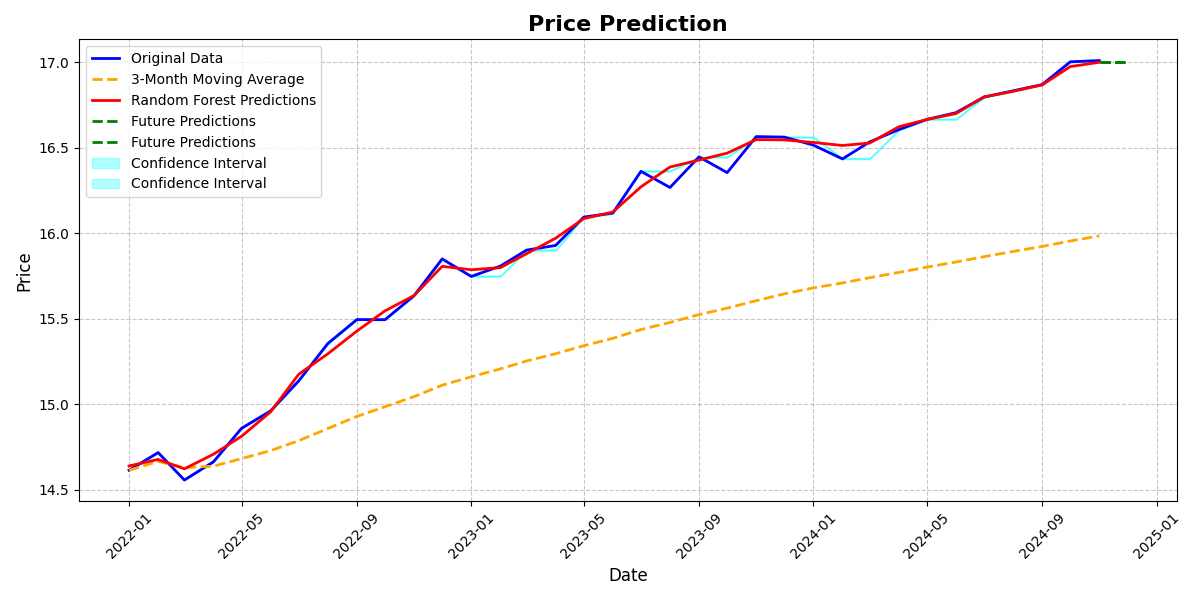 Price Prediction
Original Data
3-Month Moving Average
Random Forest Predictions
Future Predictions
Future Predictions
Confidence Interval
Confidence Interval
Price
17.0
16.5
16.0
15.5
15.0
14.5
2022-01
2022-05
2022-09
2023-01
2023-05
2023-09
2024-01
2024-05
2024-09
2025-01
Date